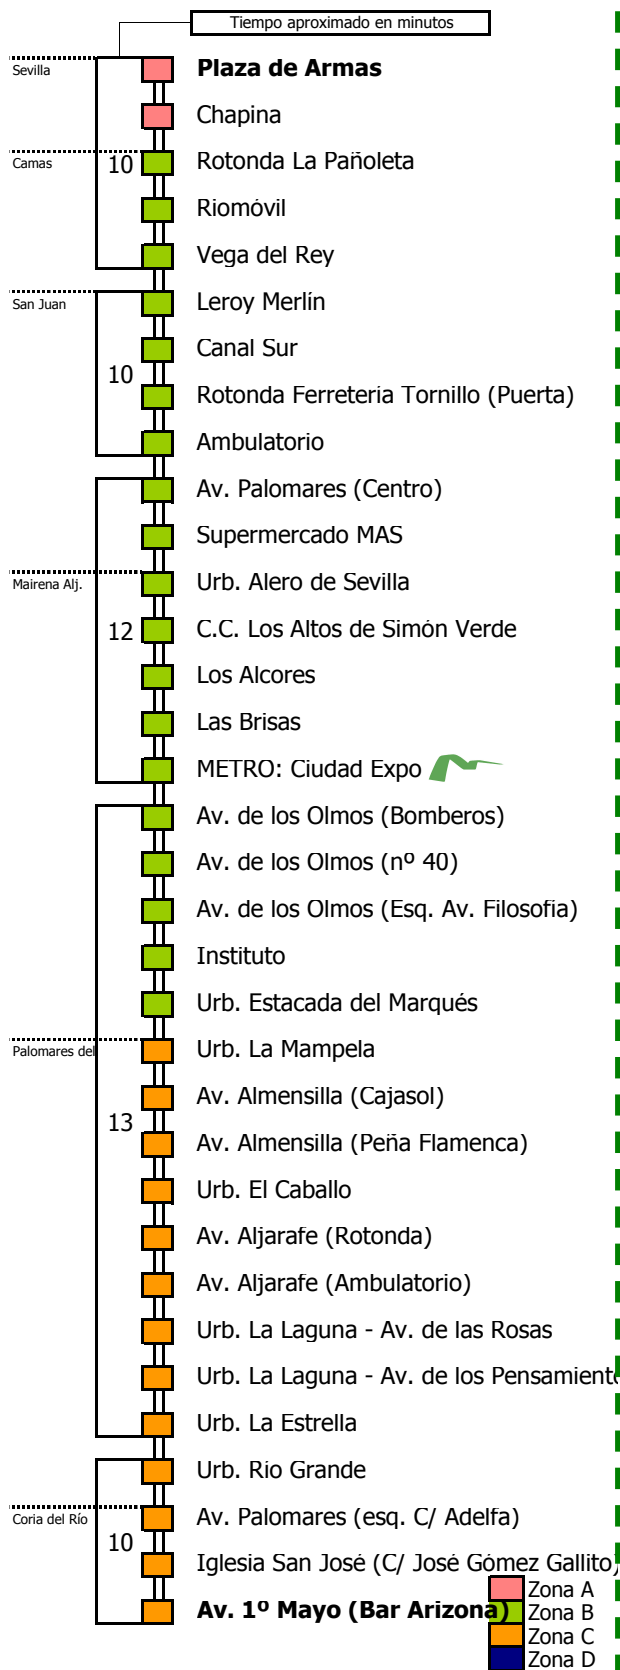 Tiempo aproximado en minutos
Sevilla
Plaza de Armas
Chapina
Camas
10
Rotonda La Pañoleta
Riomóvil
Vega del Rey
San Juan
Leroy Merlín
Canal Sur
10
Rotonda Ferretería Tornillo (Puerta)
Ambulatorio
Av. Palomares (Centro)
Supermercado MAS
Mairena Alj.
Urb. Alero de Sevilla
12
C.C. Los Altos de Simón Verde
Los Alcores
Las Brisas
METRO: Ciudad Expo
Av. de los Olmos (Bomberos)
Av. de los Olmos (nº 40)
Av. de los Olmos (Esq. Av. Filosofía)
Instituto
Urb. Estacada del Marqués
Palomares del
Urb. La Mampela
Av. Almensilla (Cajasol)
13
Av. Almensilla (Peña Flamenca)
Urb. El Caballo
Av. Aljarafe (Rotonda)
Av. Aljarafe (Ambulatorio)
Urb. La Laguna - Av. de las Rosas
Urb. La Laguna - Av. de los Pensamiento
Urb. La Estrella
Urb. Río Grande
Coria del Río
Av. Palomares (esq. C/ Adelfa)
10
Iglesia San José (C/ José Gómez Gallito)
Av. 1º Mayo (Bar Arizona)
Zona A
Zona B
Zona C
Zona D